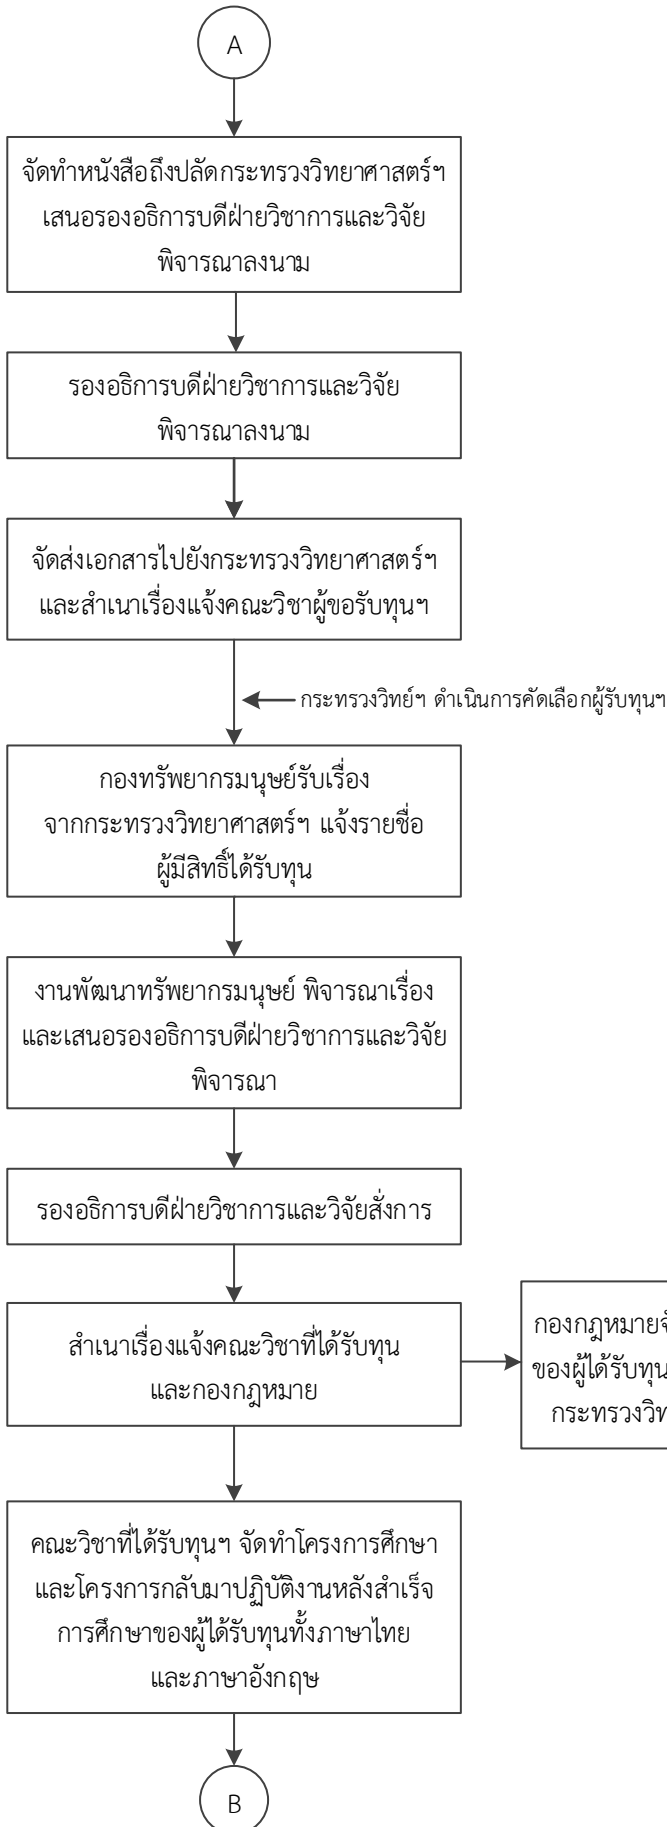 A
จัดทำหนังสือถึงปลัดกระทรวงวิทยาศาสตร์ฯ
เสนอรองอธิการบดีฝ่ายวิชาการและวิจัย
พิจารณาลงนาม
รองอธิการบดีฝ่ายวิชาการและวิจัย
พิจารณาลงนาม
จัดส่งเอกสารไปยังกระทรวงวิทยาศาสตร์ฯ
และสำเนาเรื่องแจ้งคณะวิชาผู้ขอรับทุนฯ
กระทรวงวิทย์ฯ ดำเนินการคัดเลือกผู้รับทุนฯ
กองทรัพยากรมนุษย์รับเรื่อง
จากกระทรวงวิทยาศาสตร์ฯ แจ้งรายชื่อ
ผู้มีสิทธิ์ได้รับทุน
งานพัฒนาทรัพยากรมนุษย์ พิจารณาเรื่อง
และเสนอรองอธิการบดีฝ่ายวิชาการและวิจัย
พิจารณา
รองอธิการบดีฝ่ายวิชาการและวิจัยสั่งการ
สำเนาเรื่องแจ้งคณะวิชาที่ได้รับทุน
และกองกฎหมาย
กองกฎหมาย
ของผู้ได้รับทุน
กระทรวง
คณะวิชาที่ได้รับทุนฯ จัดทำโครงการศึกษา
และโครงการกลับมาปฏิบัติงานหลังสำเร็จ
การศึกษาของผู้ได้รับทุนทั้งภาษาไทย
และภาษาอังกฤษ
B